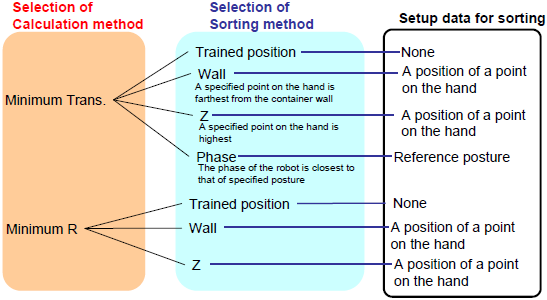 Selection of
Calculation method
Selection of
Sorting method
Setup data for sorting
Minimum Trans.
Trained position
None
Wall
A specified point on the hand is
farthest from the container wall
A position of a point
on the hand
Z
A specified point on the hand is
highest
A position of a point
on the hand
Phase
The phase of the robot is closest to
that of specified posture
Reference posture
Minimum R
Trained position
None
Wall
A position of a point
on the hand
Z
A position of a point
on the hand